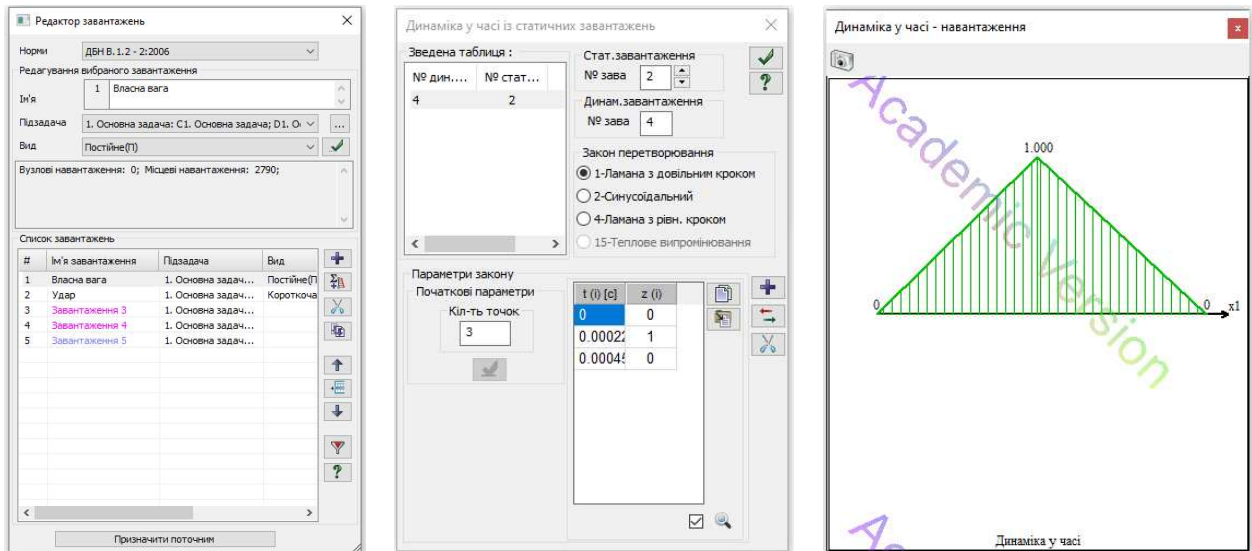 Редактор завантажень
Норми
ДБН В.1.2 - 2:2006
Редагування вибраного завантаження
Ім'я
1 Власна вага
Підзадача
1. Основна задача: C1. Основна задача; D1. О
...
Вид
Постійне(П)
Вузлові навантаження: 0; Місцеві навантаження: 2790;
Список завантажень
# Ім'я завантаження Підзадача Вид
1 Власна вага 1. Основна задач... Постійне(П
2 Удар 1. Основна задач... Короткоча
3 Завантаження 3 1. Основна задач...
4 Завантаження 4 1. Основна задач...
5 Завантаження 5 1. Основна задач...
Призначити поточним
Динаміка у часі із статичних завантажень
Зведена таблиця :
№ дин.... № стат...
4 2
Стат.завантаження
№ зава 2
Динам.завантаження
№ зава 4
Закон перетворювання
1-Ламана з довільним кроком
2-Синусоїдальний
4-Ламана з рівн. кроком
15-Теплове випромінювання
Параметри закону
Початкові параметри
Кіл-ть точок
3
t (i) [c] z (i)
0 0
0.00022 1
0.00045 0
Динаміка у часі - навантаження
Academic Version
1.000
0
0
x1
Динаміка у часі
Ac